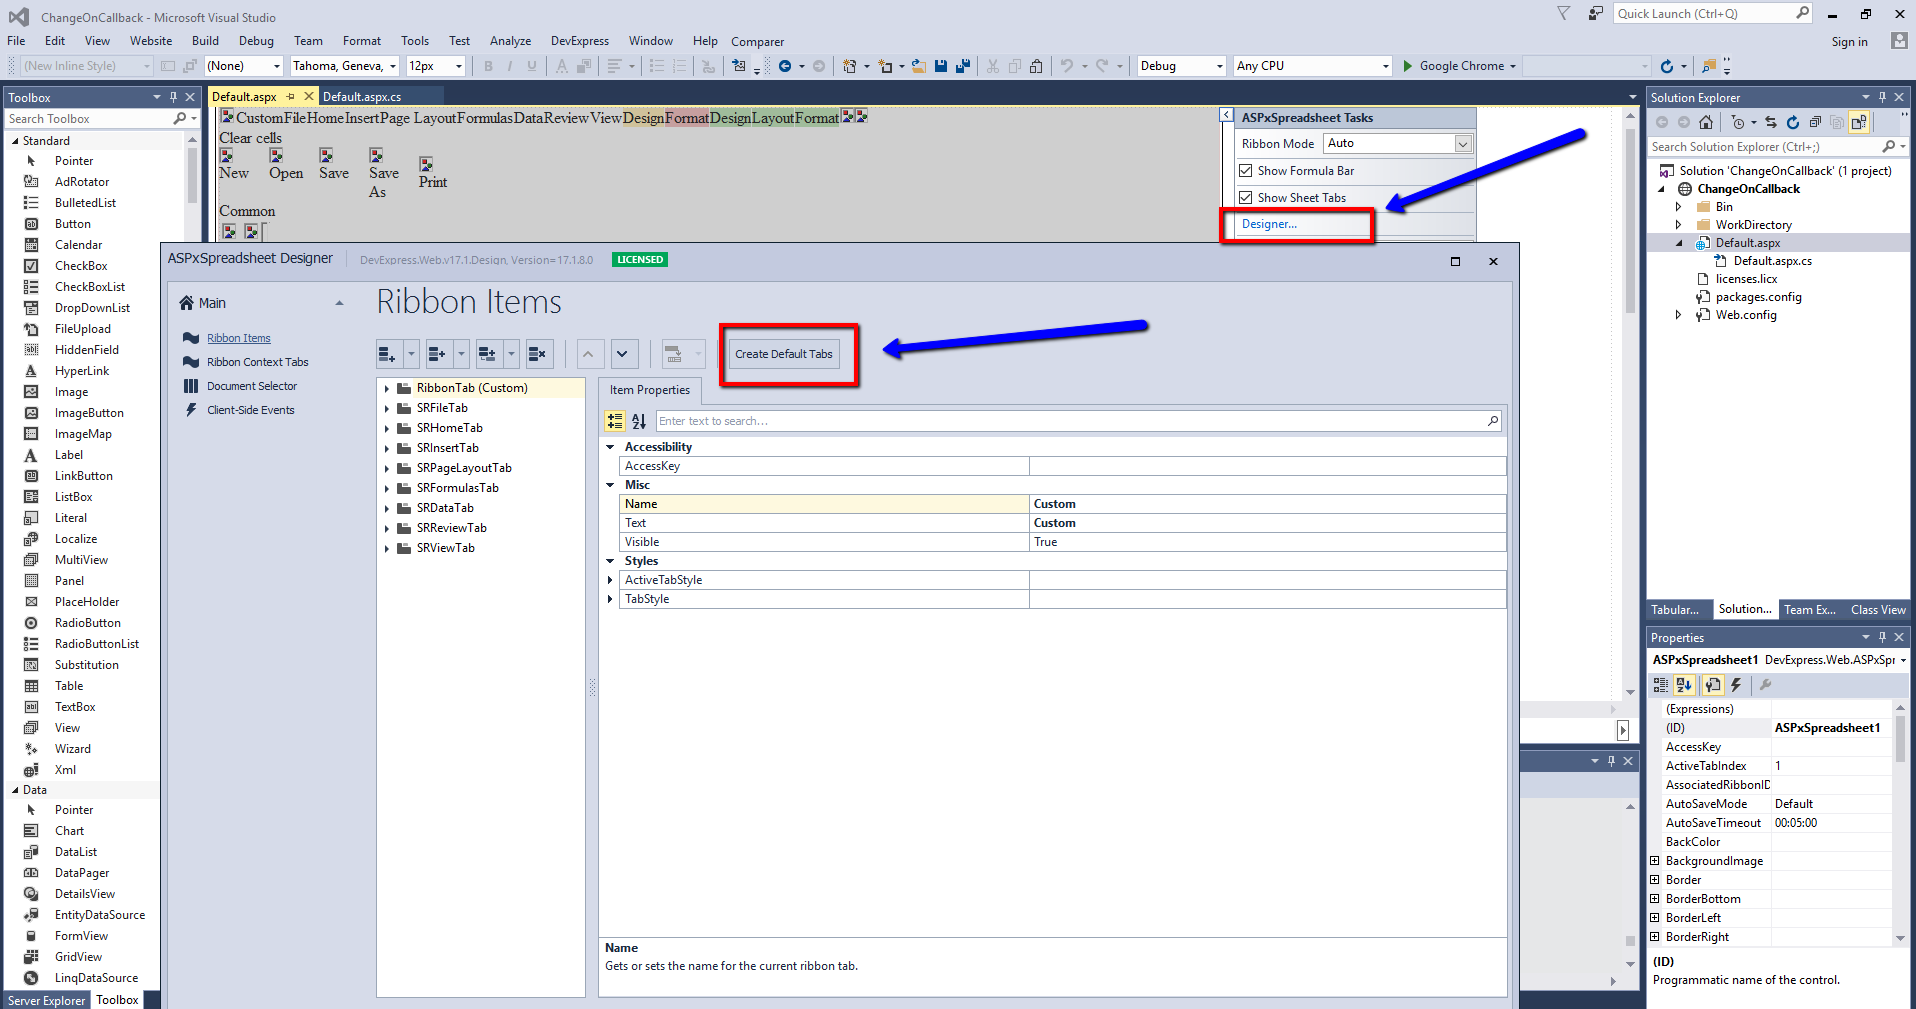 ChangeOnCallback - Microsoft Visual Studio
Quick Launch (Ctrl+Q)
File Edit View Website Build Debug Team Format Tools Test Analyze DevExpress Window Help Comparer
Sign in
(New Inline Style) (None) Tahoma, Geneva, 12px B I U A Debug Any CPU Google Chrome
Toolbox
Search Toolbox
Standard
Pointer
AdRotator
BulletedList
Button
Calendar
CheckBox
CheckBoxList
DropDownList
FileUpload
HiddenField
HyperLink
Image
ImageButton
ImageMap
Label
LinkButton
ListBox
Literal
Localize
MultiView
Panel
PlaceHolder
RadioButton
RadioButtonList
Substitution
Table
TextBox
View
Wizard
Xml
Data
Pointer
Chart
DataList
DataPager
DetailsView
EntityDataSource
FormView
GridView
LinqDataSource
Server Explorer Toolbox
Default.aspx Default.aspx.cs
CustomFileHomeInsertPage LayoutFormulasDataReviewViewDesignFormatDesignLayoutFormat
Clear cells
New Open Save Save As Print
Common
ASPxSpreadsheet Tasks
Ribbon Mode Auto
Show Formula Bar
Show Sheet Tabs
Designer...
ASPxSpreadsheet Designer DevExpress.Web.v17.1.Design, Version=17.1.8.0 LICENSED
Main
Ribbon Items
Ribbon Context Tabs
Document Selector
Client-Side Events
Ribbon Items
Create Default Tabs
RibbonTab (Custom)
SRFileTab
SRHomeTab
SRInsertTab
SRPageLayoutTab
SRFormulasTab
SRDataTab
SRReviewTab
SRViewTab
Item Properties
Enter text to search...
Accessibility
AccessKey
Misc
Name Custom
Text Custom
Visible True
Styles
ActiveTabStyle
TabStyle
Name
Gets or sets the name for the current ribbon tab.
Solution Explorer
Search Solution Explorer (Ctrl+;)
Solution 'ChangeOnCallback' (1 project)
ChangeOnCallback
Bin
WorkDirectory
Default.aspx
Default.aspx.cs
licenses.licx
packages.config
Web.config
Tabular... Solution... Team Ex... Class View
Properties
ASPxSpreadsheet1 DevExpress.Web.ASPxSpr
(Expressions)
(ID) ASPxSpreadsheet1
AccessKey
ActiveTabIndex 1
AssociatedRibbonID
AutoSaveMode Default
AutoSaveTimeout 00:05:00
BackColor
BackgroundImage
Border
BorderBottom
BorderLeft
BorderRight
(ID)
Programmatic name of the control.